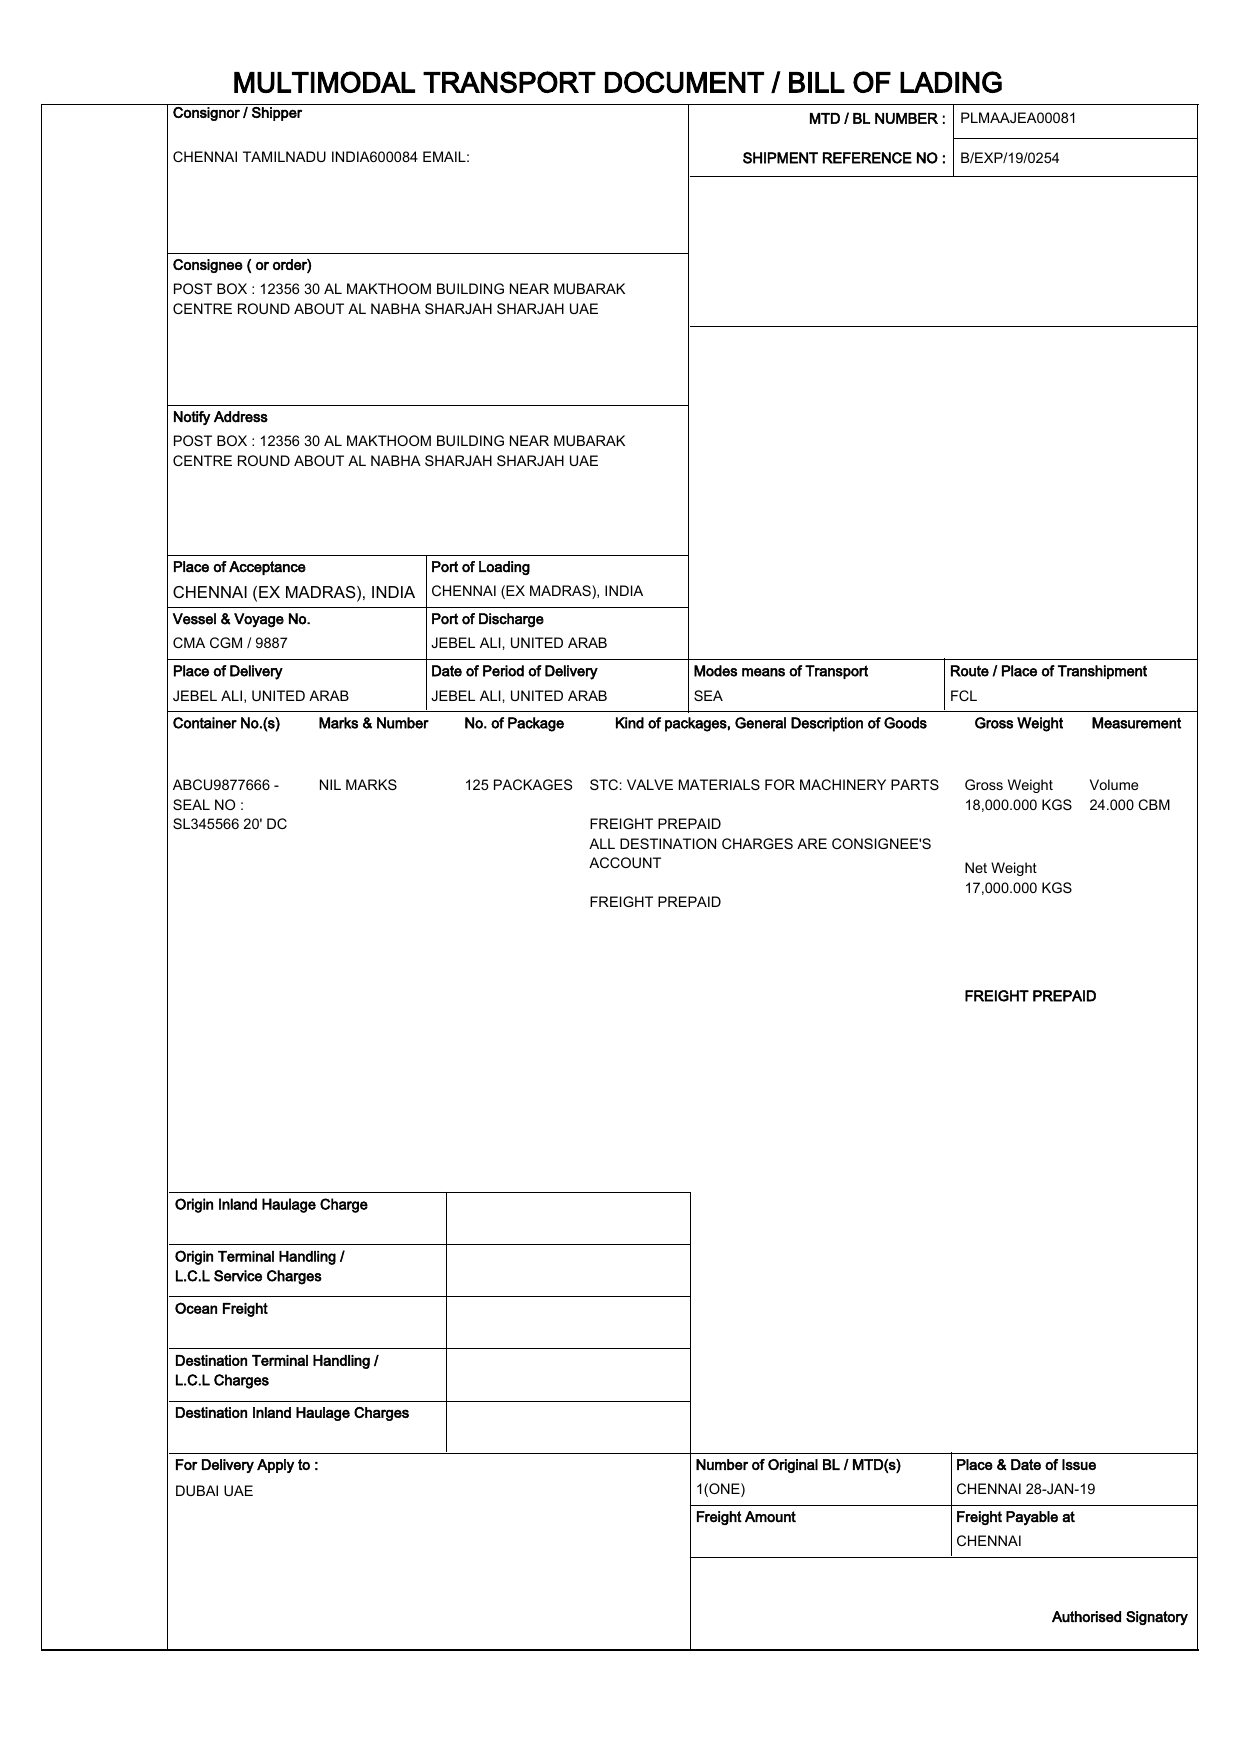 MULTIMODAL TRANSPORT DOCUMENT / BILL OF LADING
Consignor / Shipper
CHENNAI TAMILNADU INDIA600084 EMAIL:
MTD / BL NUMBER : PLMAAJEA00081
SHIPMENT REFERENCE NO : B/EXP/19/0254
Consignee ( or order)
POST BOX : 12356 30 AL MAKTHOOM BUILDING NEAR MUBARAK
CENTRE ROUND ABOUT AL NABHA SHARJAH SHARJAH UAE
Notify Address
POST BOX : 12356 30 AL MAKTHOOM BUILDING NEAR MUBARAK
CENTRE ROUND ABOUT AL NABHA SHARJAH SHARJAH UAE
Place of Acceptance
CHENNAI (EX MADRAS), INDIA
Port of Loading
CHENNAI (EX MADRAS), INDIA
Vessel & Voyage No.
CMA CGM / 9887
Port of Discharge
JEBEL ALI, UNITED ARAB
Place of Delivery
JEBEL ALI, UNITED ARAB
Date of Period of Delivery
JEBEL ALI, UNITED ARAB
Modes means of Transport
SEA
Route / Place of Transhipment
FCL
Container No.(s) Marks & Number No. of Package Kind of packages, General Description of Goods Gross Weight Measurement
ABCU9877666 -
SEAL NO :
SL345566 20' DC
NIL MARKS
125 PACKAGES
STC: VALVE MATERIALS FOR MACHINERY PARTS
FREIGHT PREPAID
ALL DESTINATION CHARGES ARE CONSIGNEE'S
ACCOUNT
FREIGHT PREPAID
Gross Weight
18,000.000 KGS
Net Weight
17,000.000 KGS
Volume
24.000 CBM
FREIGHT PREPAID
Origin Inland Haulage Charge
Origin Terminal Handling /
L.C.L Service Charges
Ocean Freight
Destination Terminal Handling /
L.C.L Charges
Destination Inland Haulage Charges
For Delivery Apply to :
DUBAI UAE
Number of Original BL / MTD(s)
1(ONE)
Place & Date of Issue
CHENNAI 28-JAN-19
Freight Amount
Freight Payable at
CHENNAI
Authorised Signatory